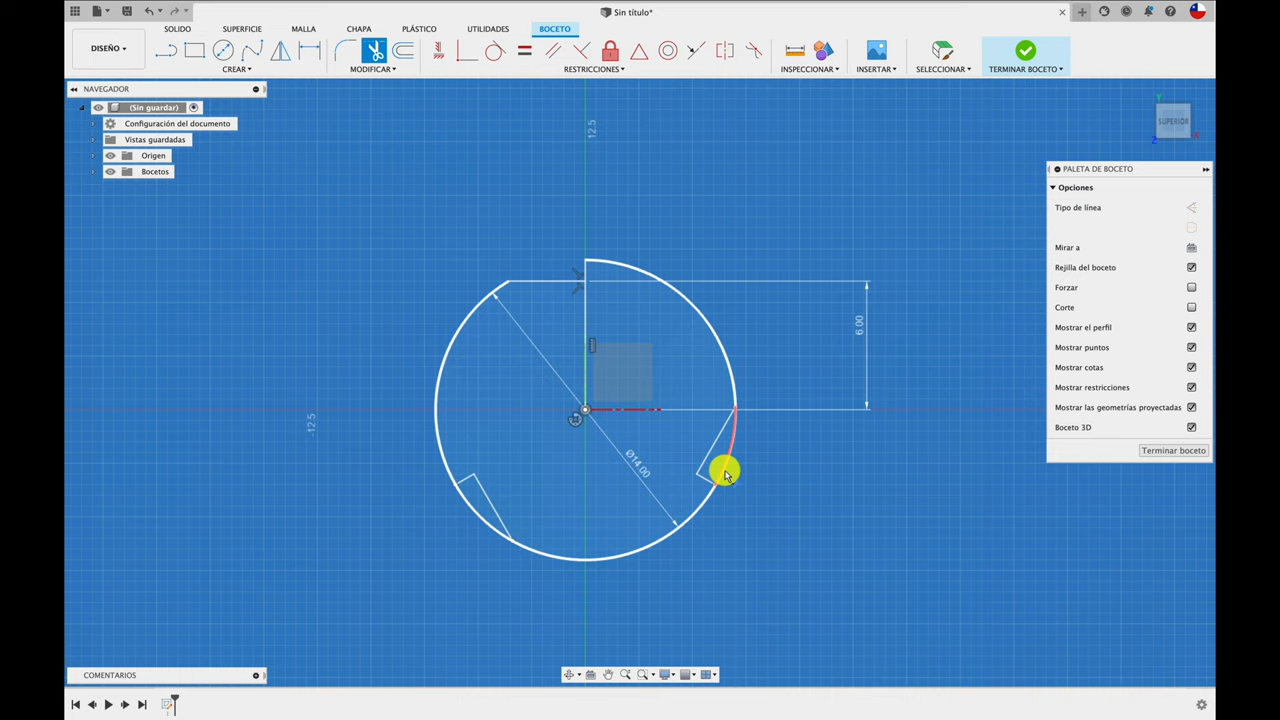 Sin título*
DISEÑO
SOLIDO
SUPERFICIE
MALLA
CHAPA
PLÁSTICO
UTILIDADES
BOCETO
CREAR
MODIFICAR
RESTRICCIONES
INSPECCIONAR
INSERTAR
SELECCIONAR
TERMINAR BOCETO
NAVEGADOR
(Sin guardar)
Configuración del documento
Vistas guardadas
Origen
Bocetos
12.5
-12.5
6.00
Ø14.00
Y
SUPERIOR
X
Z
PALETA DE BOCETO
Opciones
Tipo de línea
Mirar a
Rejilla del boceto
Forzar
Corte
Mostrar el perfil
Mostrar puntos
Mostrar cotas
Mostrar restricciones
Mostrar las geometrías proyectadas
Boceto 3D
Terminar boceto
COMENTARIOS